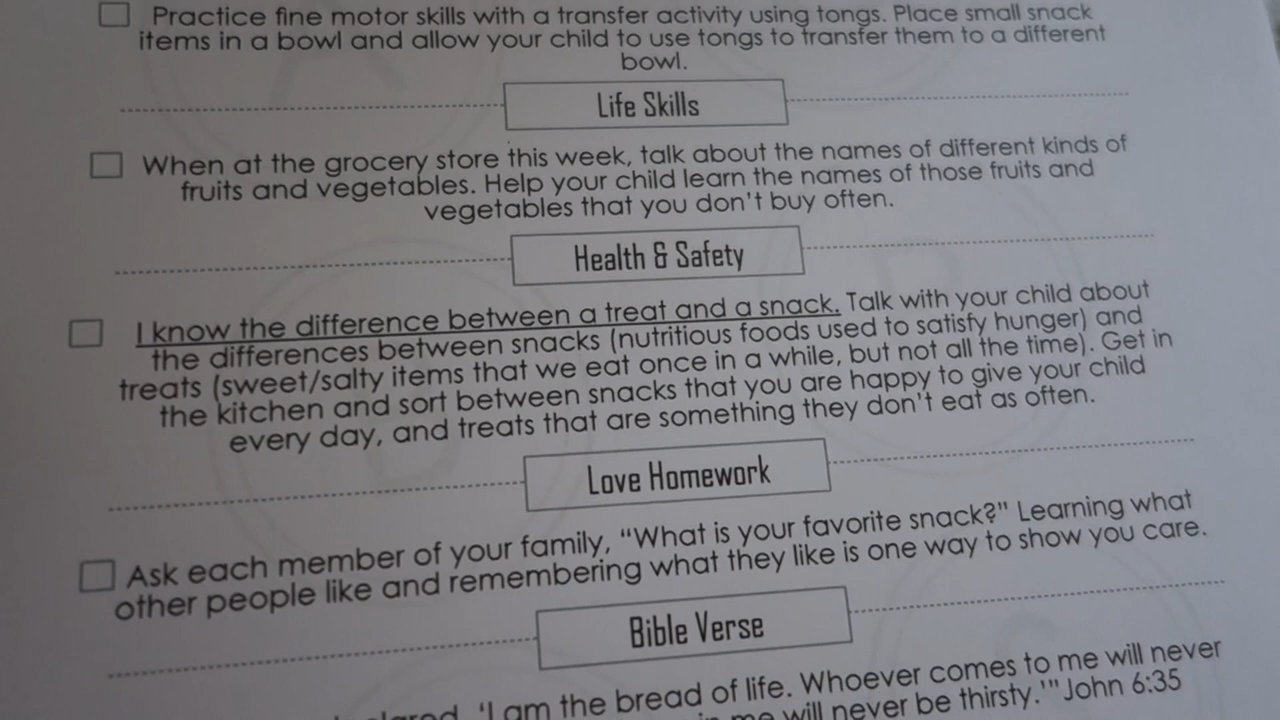 Practice fine motor skills with a transfer activity using tongs. Place small snack
items in a bowl and allow your child to use tongs to transfer them to a different
bowl.
Life Skills
When at the grocery store this week, talk about the names of different kinds of
fruits and vegetables. Help your child learn the names of those fruits and
vegetables that you don't buy often.
Health & Safety
I know the difference between a treat and a snack. Talk with your child about
the differences between snacks (nutritious foods used to satisfy hunger) and
treats (sweet/salty items that we eat once in a while, but not all the time). Get in
the kitchen and sort between snacks that you are happy to give your child
every day, and treats that are something they don't eat as often.
Love Homework
Ask each member of your family, "What is your favorite snack?" Learning what
other people like and remembering what they like is one way to show you care.
Bible Verse
'I am the bread of life. Whoever comes to me will never
me will never be thirsty.'" John 6:35